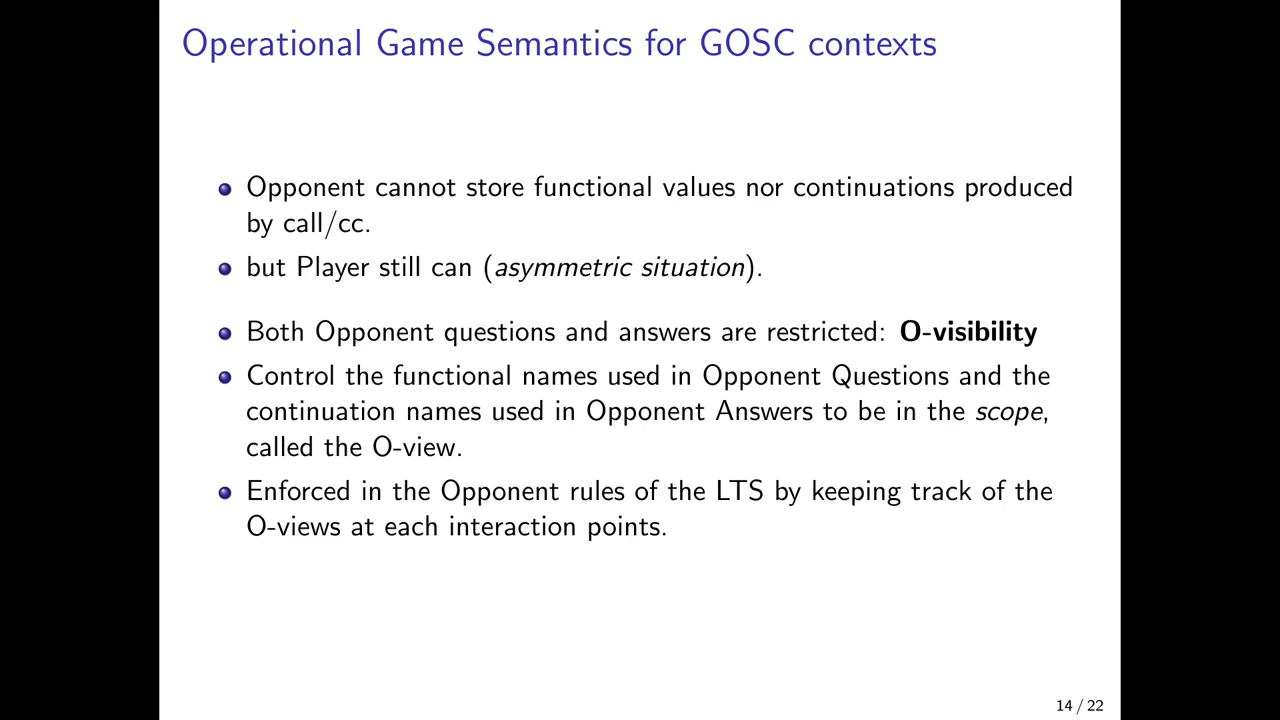 Operational Game Semantics for GOSC contexts
Opponent cannot store functional values nor continuations produced
by call/cc.
but Player still can (asymmetric situation).
Both Opponent questions and answers are restricted: O-visibility
Control the functional names used in Opponent Questions and the
continuation names used in Opponent Answers to be in the scope,
called the O-view.
Enforced in the Opponent rules of the LTS by keeping track of the
O-views at each interaction points.
14 / 22